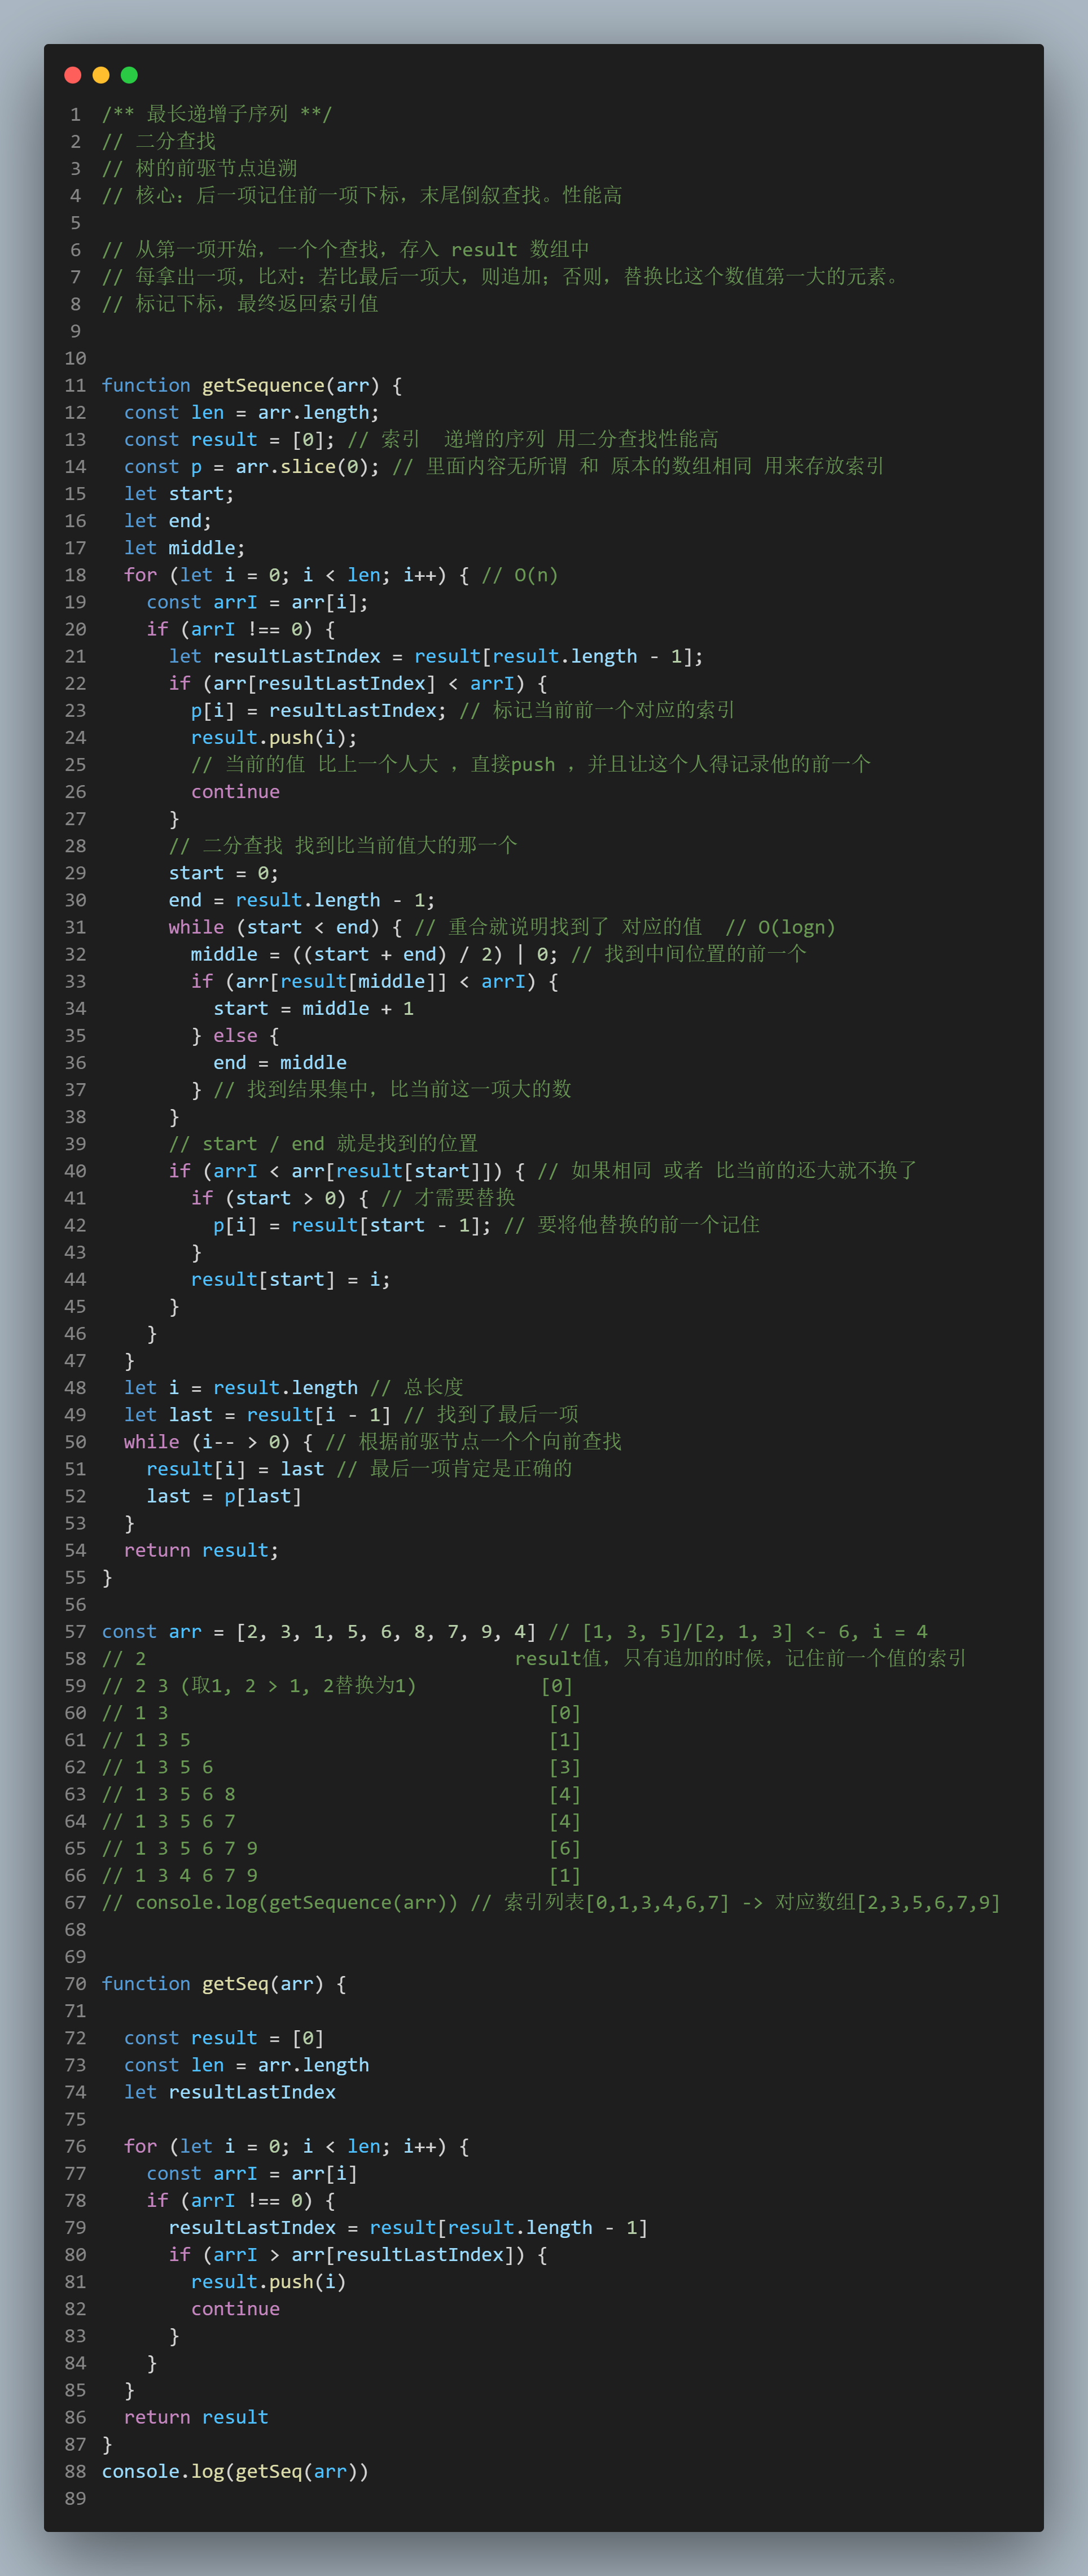 1 /** 最长递增子序列 **/
2 // 二分查找
3 // 树的前驱节点追溯
4 // 核心：后一项记住前一项下标，末尾倒叙查找。性能高
5
6 // 从第一项开始，一个个查找，存入 result 数组中
7 // 每拿出一项，比对：若比最后一项大，则追加；否则，替换比这个数值第一大的元素。
8 // 标记下标，最终返回索引值
9
10
11 function getSequence(arr) {
12   const len = arr.length;
13   const result = [0]; // 索引  递增的序列 用二分查找性能高
14   const p = arr.slice(0); // 里面内容无所谓 和 原本的数组相同 用来存放索引
15   let start;
16   let end;
17   let middle;
18   for (let i = 0; i < len; i++) { // O(n)
19     const arrI = arr[i];
20     if (arrI !== 0) {
21       let resultLastIndex = result[result.length - 1];
22       if (arr[resultLastIndex] < arrI) {
23         p[i] = resultLastIndex; // 标记当前前一个对应的索引
24         result.push(i);
25         // 当前的值 比上一个人大 ，直接push ，并且让这个人得记录他的前一个
26         continue
27       }
28       // 二分查找 找到比当前值大的那一个
29       start = 0;
30       end = result.length - 1;
31       while (start < end) { // 重合就说明找到了 对应的值  // O(logn)
32         middle = ((start + end) / 2) | 0; // 找到中间位置的前一个
33         if (arr[result[middle]] < arrI) {
34           start = middle + 1
35         } else {
36           end = middle
37         } // 找到结果集中，比当前这一项大的数
38       }
39       // start / end 就是找到的位置
40       if (arrI < arr[result[start]]) { // 如果相同 或者 比当前的还大就不换了
41         if (start > 0) { // 才需要替换
42           p[i] = result[start - 1]; // 要将他替换的前一个记住
43         }
44         result[start] = i;
45       }
46     }
47   }
48   let i = result.length // 总长度
49   let last = result[i - 1] // 找到了最后一项
50   while (i-- > 0) { // 根据前驱节点一个个向前查找
51     result[i] = last // 最后一项肯定是正确的
52     last = p[last]
53   }
54   return result;
55 }
56
57 const arr = [2, 3, 1, 5, 6, 8, 7, 9, 4] // [1, 3, 5]/[2, 1, 3] <- 6, i = 4
58 // 2                                 result值，只有追加的时候，记住前一个值的索引
59 // 2 3 (取1, 2 > 1, 2替换为1)           [0]
60 // 1 3                                  [0]
61 // 1 3 5                                [1]
62 // 1 3 5 6                              [3]
63 // 1 3 5 6 8                            [4]
64 // 1 3 5 6 7                            [4]
65 // 1 3 5 6 7 9                          [6]
66 // 1 3 4 6 7 9                          [1]
67 // console.log(getSequence(arr)) // 索引列表[0,1,3,4,6,7] -> 对应数组[2,3,5,6,7,9]
68
69
70 function getSeq(arr) {
71
72   const result = [0]
73   const len = arr.length
74   let resultLastIndex
75
76   for (let i = 0; i < len; i++) {
77     const arrI = arr[i]
78     if (arrI !== 0) {
79       resultLastIndex = result[result.length - 1]
80       if (arrI > arr[resultLastIndex]) {
81         result.push(i)
82         continue
83       }
84     }
85   }
86   return result
87 }
88 console.log(getSeq(arr))
89